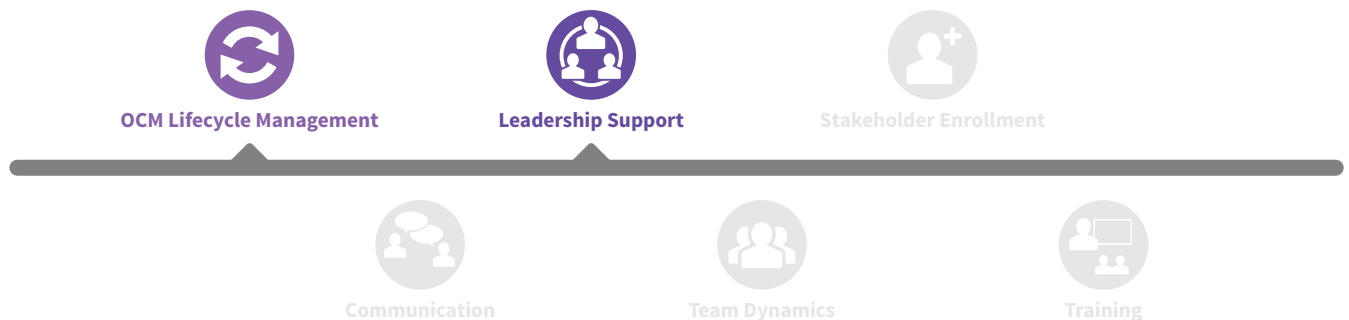 OCM Lifecycle Management
Leadership Support
Stakeholder Enrollment
Communication
Team Dynamics
Training